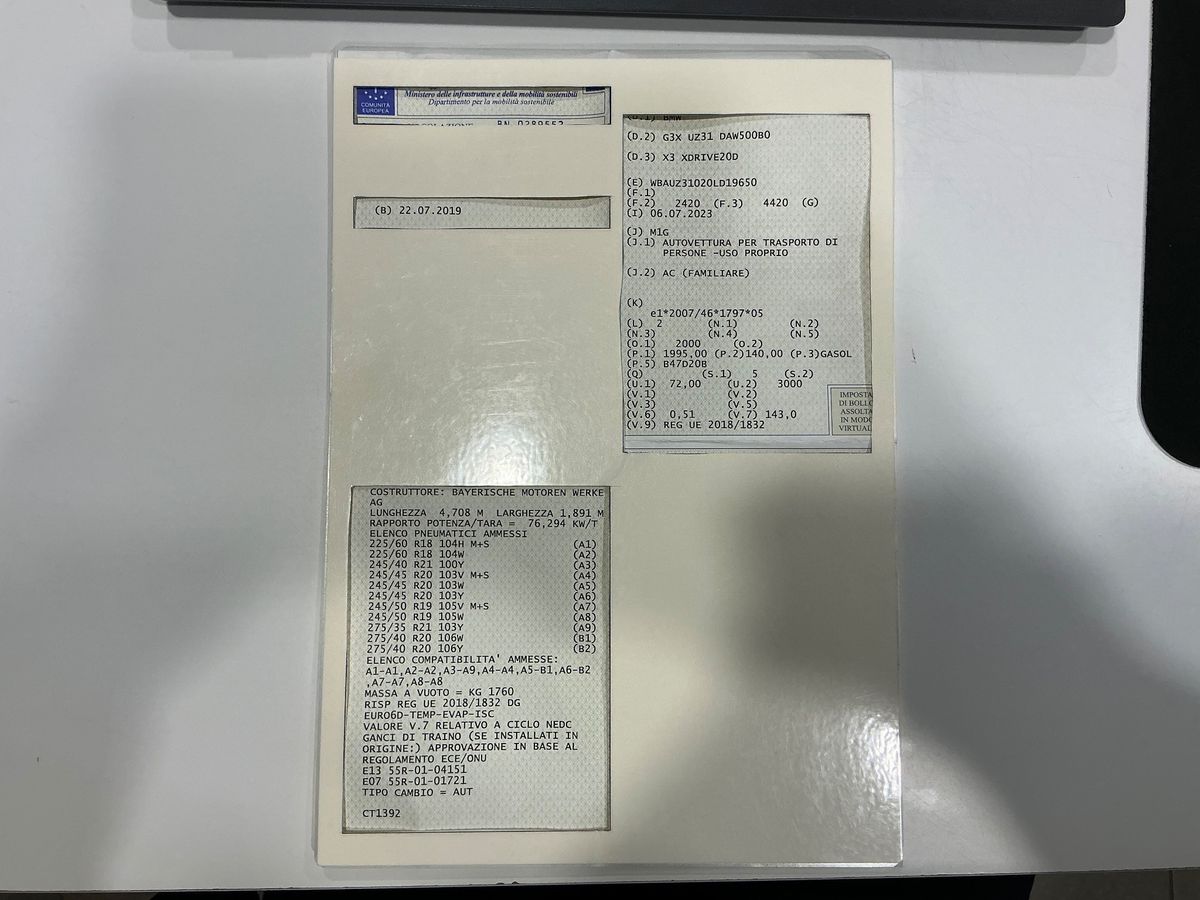 COMUNITÀ
EUROPEA
Ministero delle infrastrutture e della mobilità sostenibili
Dipartimento per la mobilità sostenibile
(B) 22.07.2019
(D.1) BMW
(D.2) G3X UZ31 DAW500B0
(D.3) X3 XDRIVE20D
(E) WBAUZ31020LD19650
(F.1)
(F.2) 2420 (F.3) 4420 (G)
(I) 06.07.2023
(J) M1G
(J.1) AUTOVETTURA PER TRASPORTO DI
PERSONE -USO PROPRIO
(J.2) AC (FAMILIARE)
(K)
e1*2007/46*1797*05
(L) 2 (N.1) (N.2)
(N.3) (N.4) (N.5)
(O.1) 2000 (O.2)
(P.1) 1995,00 (P.2)140,00 (P.3)GASOL
(P.5) B47D20B
(Q) (S.1) 5 (S.2)
(U.1) 72,00 (U.2) 3000
(V.1) (V.2)
(V.3) (V.5)
(V.6) 0,51 (V.7) 143,0
(V.9) REG UE 2018/1832
IMPOSTA
DI BOLLO
ASSOLTA
IN MODO
VIRTUAL
COSTRUTTORE: BAYERISCHE MOTOREN WERKE
AG
LUNGHEZZA 4,708 M LARGHEZZA 1,891 M
RAPPORTO POTENZA/TARA = 76,294 KW/T
ELENCO PNEUMATICI AMMESSI
225/60 R18 104H M+S (A1)
225/60 R18 104W (A2)
245/40 R21 100Y (A3)
245/45 R20 103V M+S (A4)
245/45 R20 103W (A5)
245/45 R20 103Y (A6)
245/50 R19 105V M+S (A7)
245/50 R19 105W (A8)
275/35 R21 103Y (A9)
275/40 R20 106W (B1)
275/40 R20 106Y (B2)
ELENCO COMPATIBILITA' AMMESSE:
A1-A1,A2-A2,A3-A9,A4-A4,A5-B1,A6-B2
,A7-A7,A8-A8
MASSA A VUOTO = KG 1760
RISP REG UE 2018/1832 DG
EURO6D-TEMP-EVAP-ISC
VALORE V.7 RELATIVO A CICLO NEDC
GANCI DI TRAINO (SE INSTALLATI IN
ORIGINE:) APPROVAZIONE IN BASE AL
REGOLAMENTO ECE/ONU
E13 55R-01-04151
E07 55R-01-01721
TIPO CAMBIO = AUT
CT1392